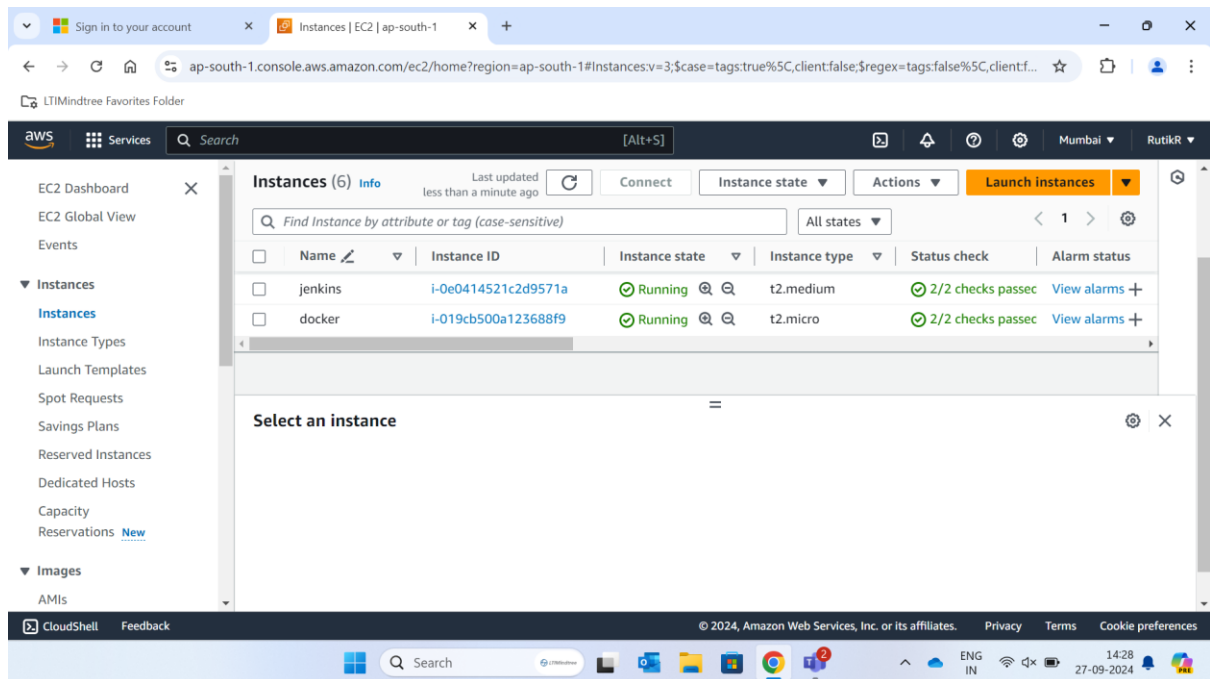 Sign in to your account
Instances | EC2 | ap-south-1
ap-south-1.console.aws.amazon.com/ec2/home?region=ap-south-1#Instances:v=3;$case=tags:true%5C,client:false;$regex=tags:false%5C,client:f...
LTIMindtree Favorites Folder
aws Services Search [Alt+S] Mumbai RutikR
EC2 Dashboard
EC2 Global View
Events
Instances
Instances
Instance Types
Launch Templates
Spot Requests
Savings Plans
Reserved Instances
Dedicated Hosts
Capacity
Reservations New
Images
AMIs
Instances (6) Info
Last updated
less than a minute ago
Connect Instance state Actions Launch instances
Find Instance by attribute or tag (case-sensitive) All states 1
Name Instance ID Instance state Instance type Status check Alarm status
jenkins i-0e0414521c2d9571a Running t2.medium 2/2 checks passec View alarms +
docker i-019cb500a123688f9 Running t2.micro 2/2 checks passec View alarms +
Select an instance
CloudShell Feedback © 2024, Amazon Web Services, Inc. or its affiliates. Privacy Terms Cookie preferences
Search LTIMindtree 2 ENG 14:28
IN 27-09-2024 PRE